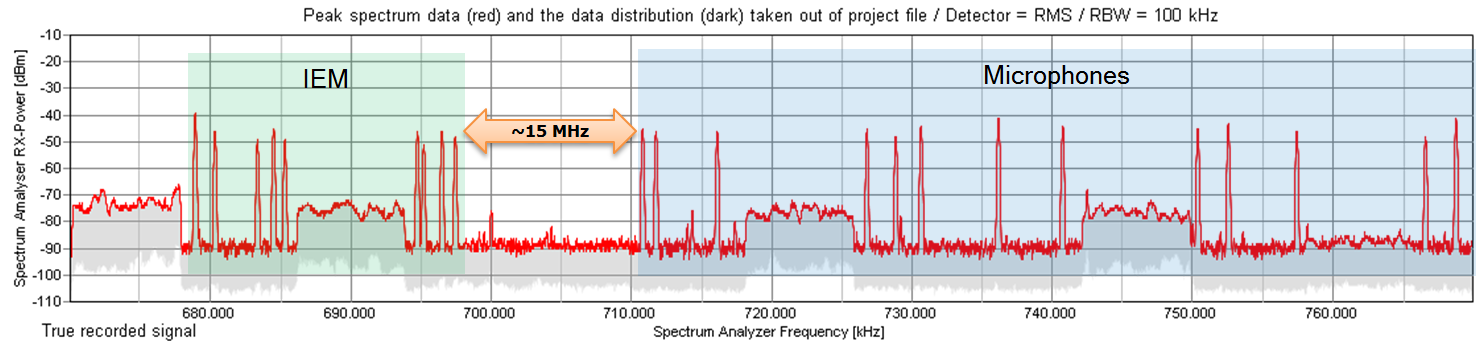 Peak spectrum data (red) and the data distribution (dark) taken out of project file / Detector = RMS / RBW = 100 kHz
Spectrum Analyser RX-Power [dBm]
-10
-20
-30
-40
-50
-60
-70
-80
-90
-100
-110
IEM
~15 MHz
Microphones
680.000 690.000 700.000 710.000 720.000 730.000 740.000 750.000 760.000
True recorded signal
Spectrum Analyzer Frequency [kHz]